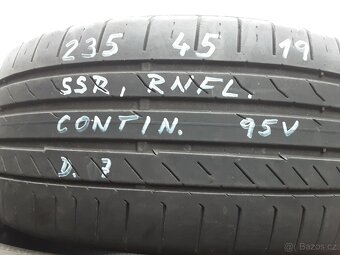 235 45 19
SSR, RNFL.
CONTIN. 95V
D. 7
Bazos.cz